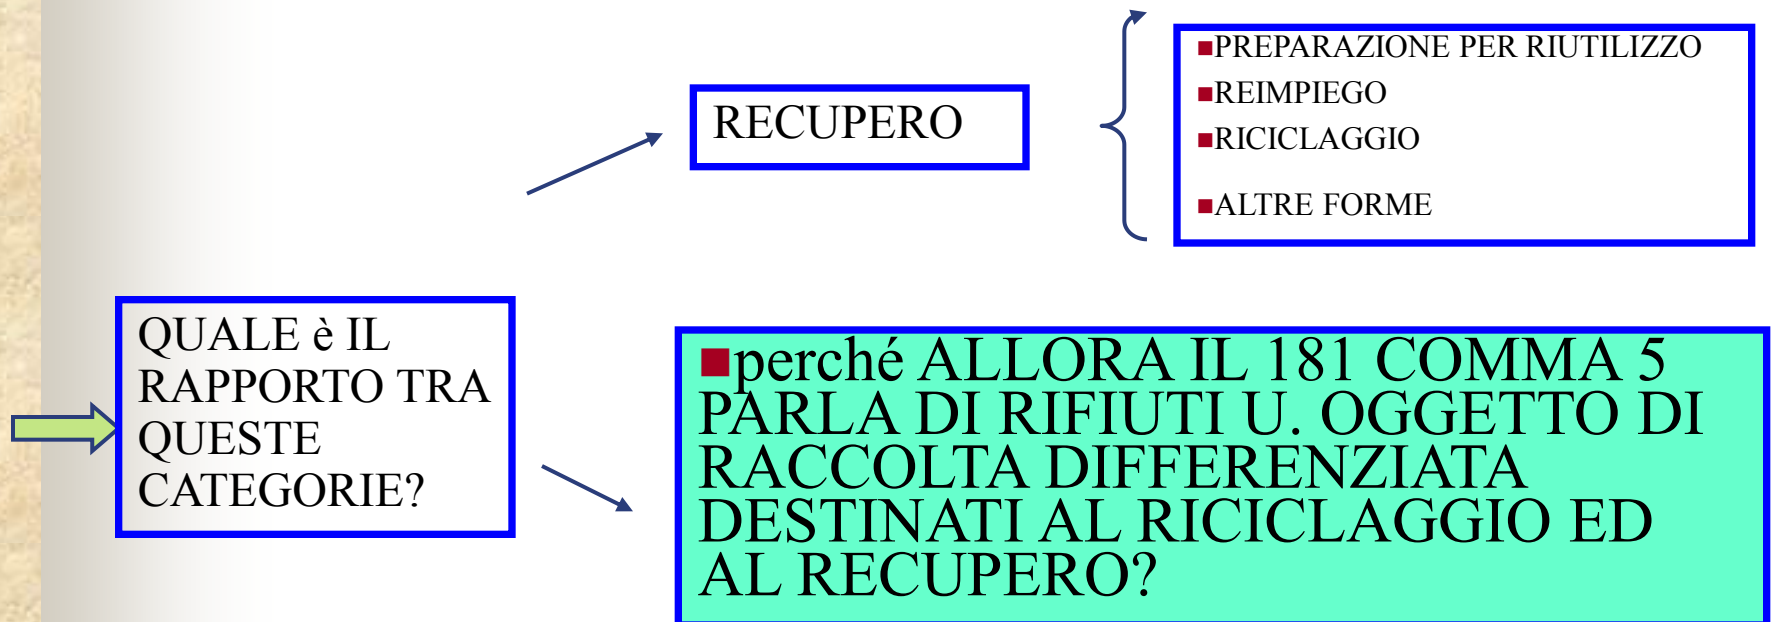 ■PREPARAZIONE PER RIUTILIZZO
■REIMPIEGO
■RICICLAGGIO
■ALTRE FORME
RECUPERO
QUALE è IL
RAPPORTO TRA
QUESTE
CATEGORIE?
■perché ALLORA IL 181 COMMA 5
PARLA DI RIFIUTI U. OGGETTO DI
RACCOLTA DIFFERENZIATA
DESTINATI AL RICICLAGGIO ED
AL RECUPERO?